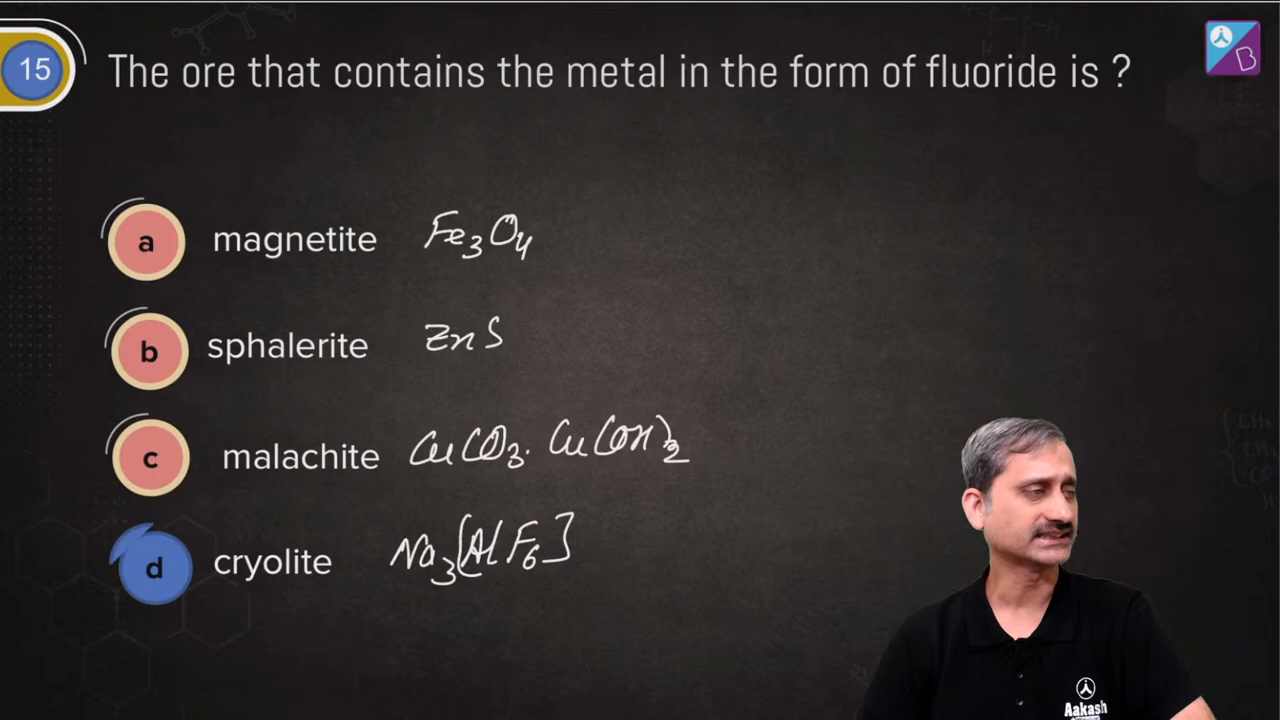 15 The ore that contains the metal in the form of fluoride is ?
B
a magnetite Fe₃O₄
b sphalerite ZnS
c malachite CuCO₃. Cu(OH)₂
d cryolite Na₃[AlF₆]
Aakash